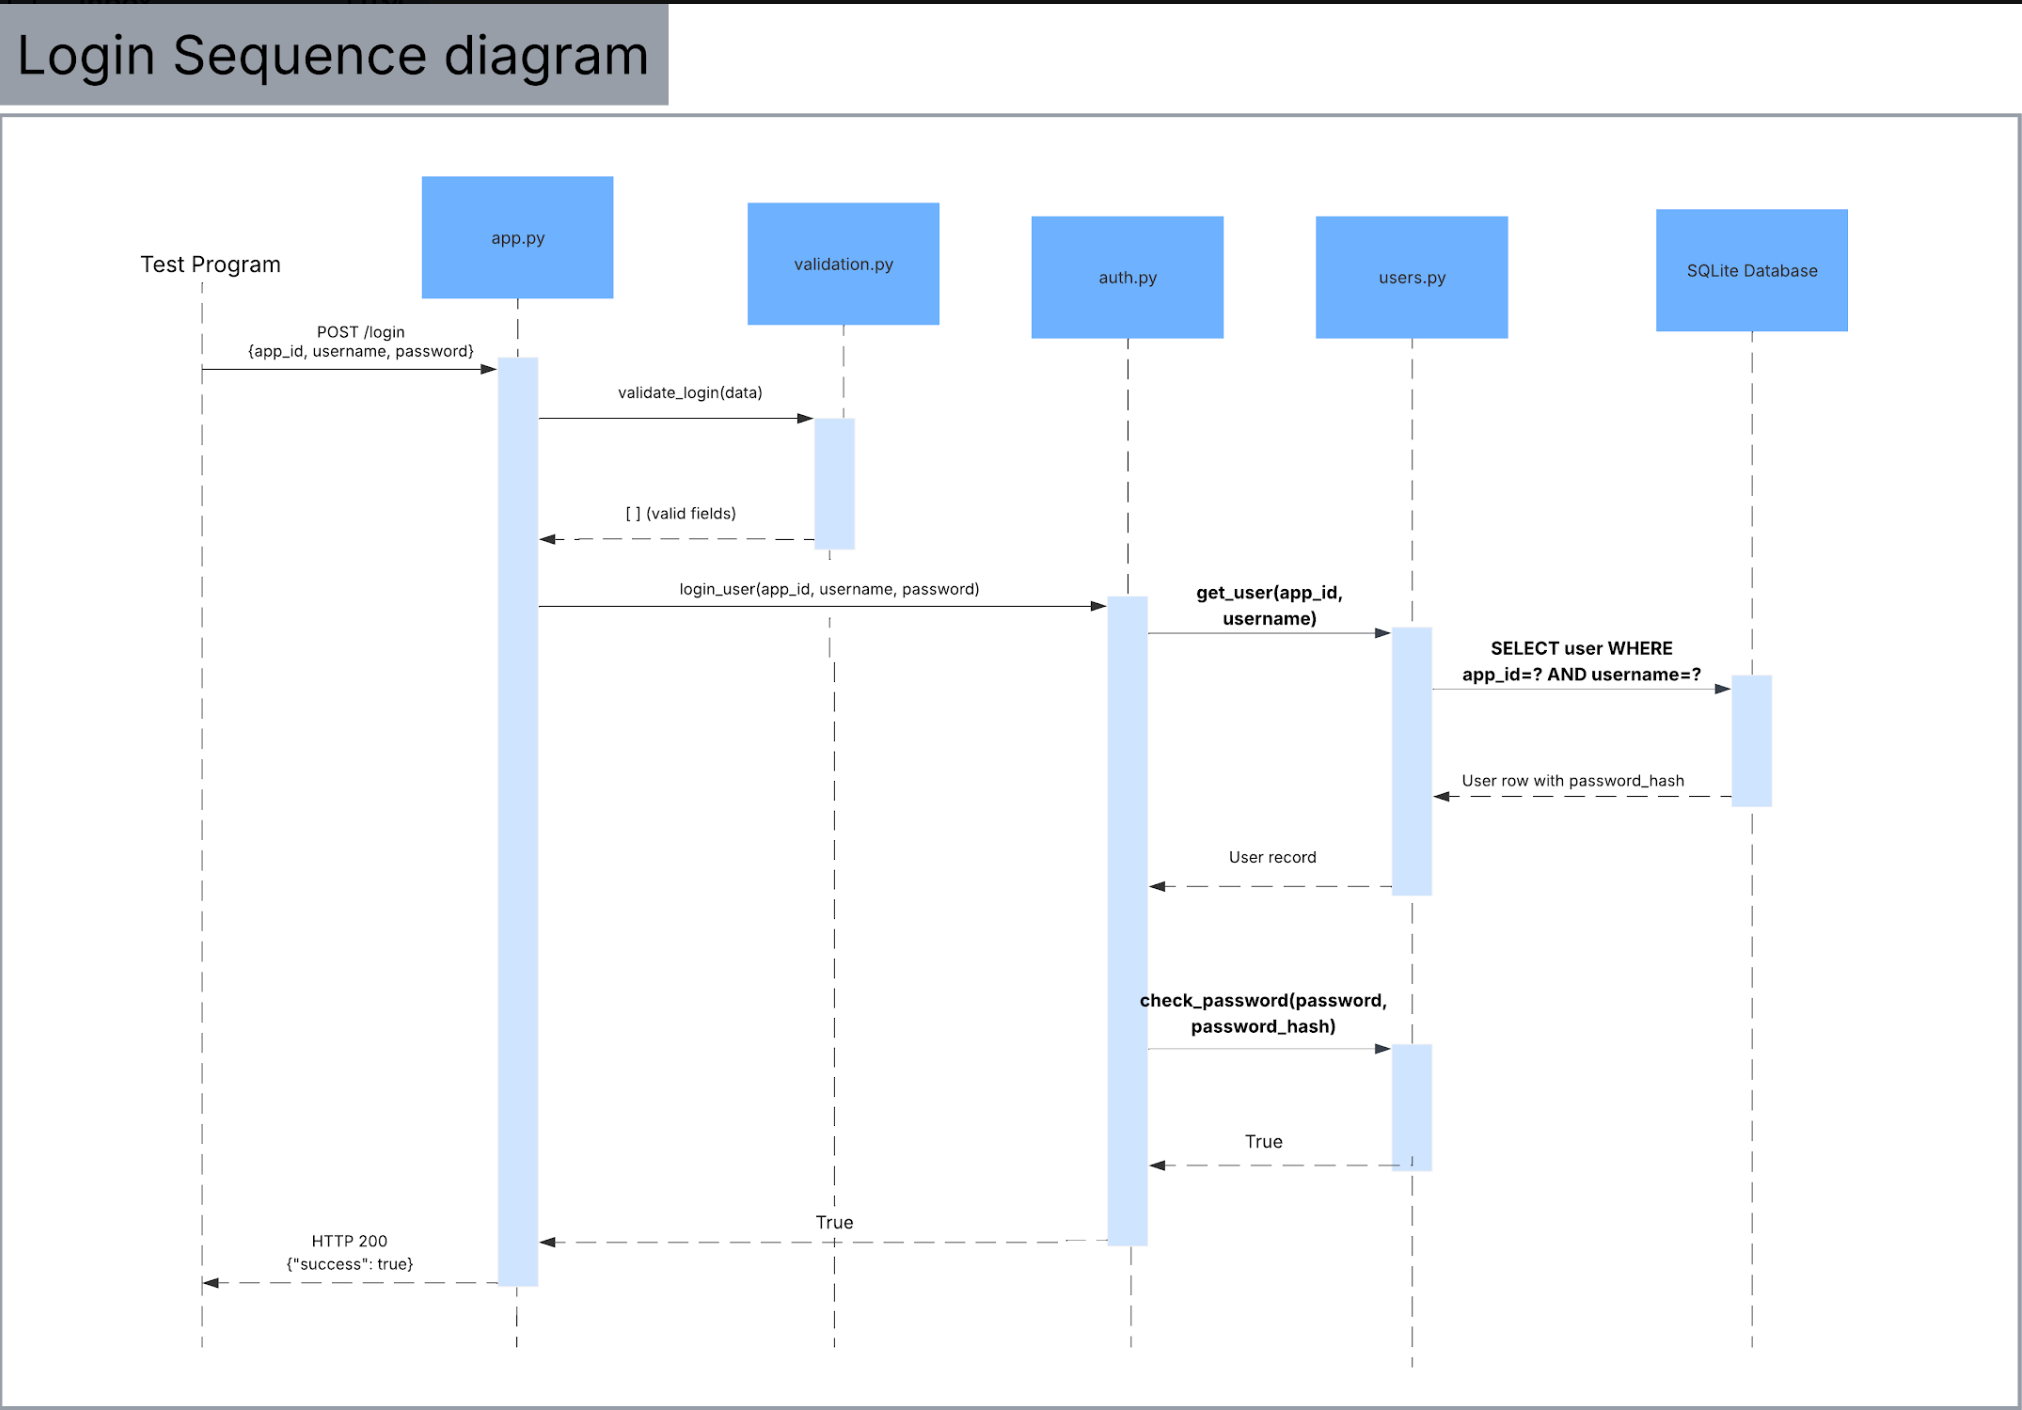 Login Sequence diagram
app.py
validation.py
auth.py
users.py
SQLite Database
Test Program
POST /login
{app_id, username, password}
validate_login(data)
[ ] (valid fields)
login_user(app_id, username, password)
get_user(app_id,
username)
SELECT user WHERE
app_id=? AND username=?
User row with password_hash
User record
check_password(password,
password_hash)
True
True
HTTP 200
{"success": true}